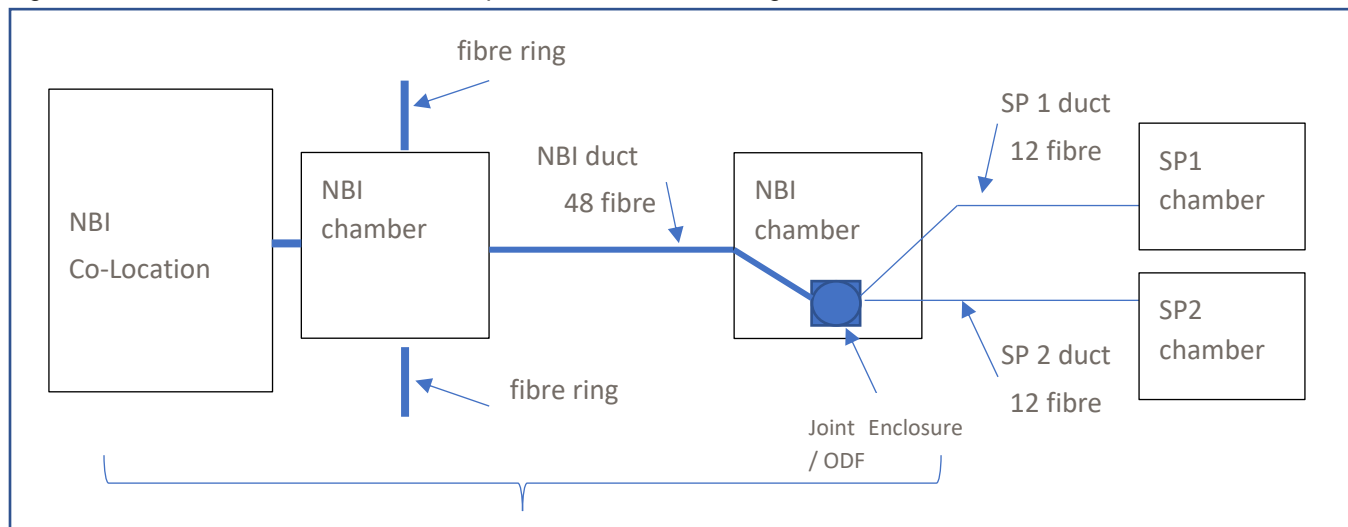 fibre ring
NBI
Co-Location
NBI
chamber
fibre ring
NBI duct
48 fibre
NBI
chamber
Joint Enclosure
/ ODF
SP 1 duct
12 fibre
SP 2 duct
12 fibre
SP1
chamber
SP2
chamber